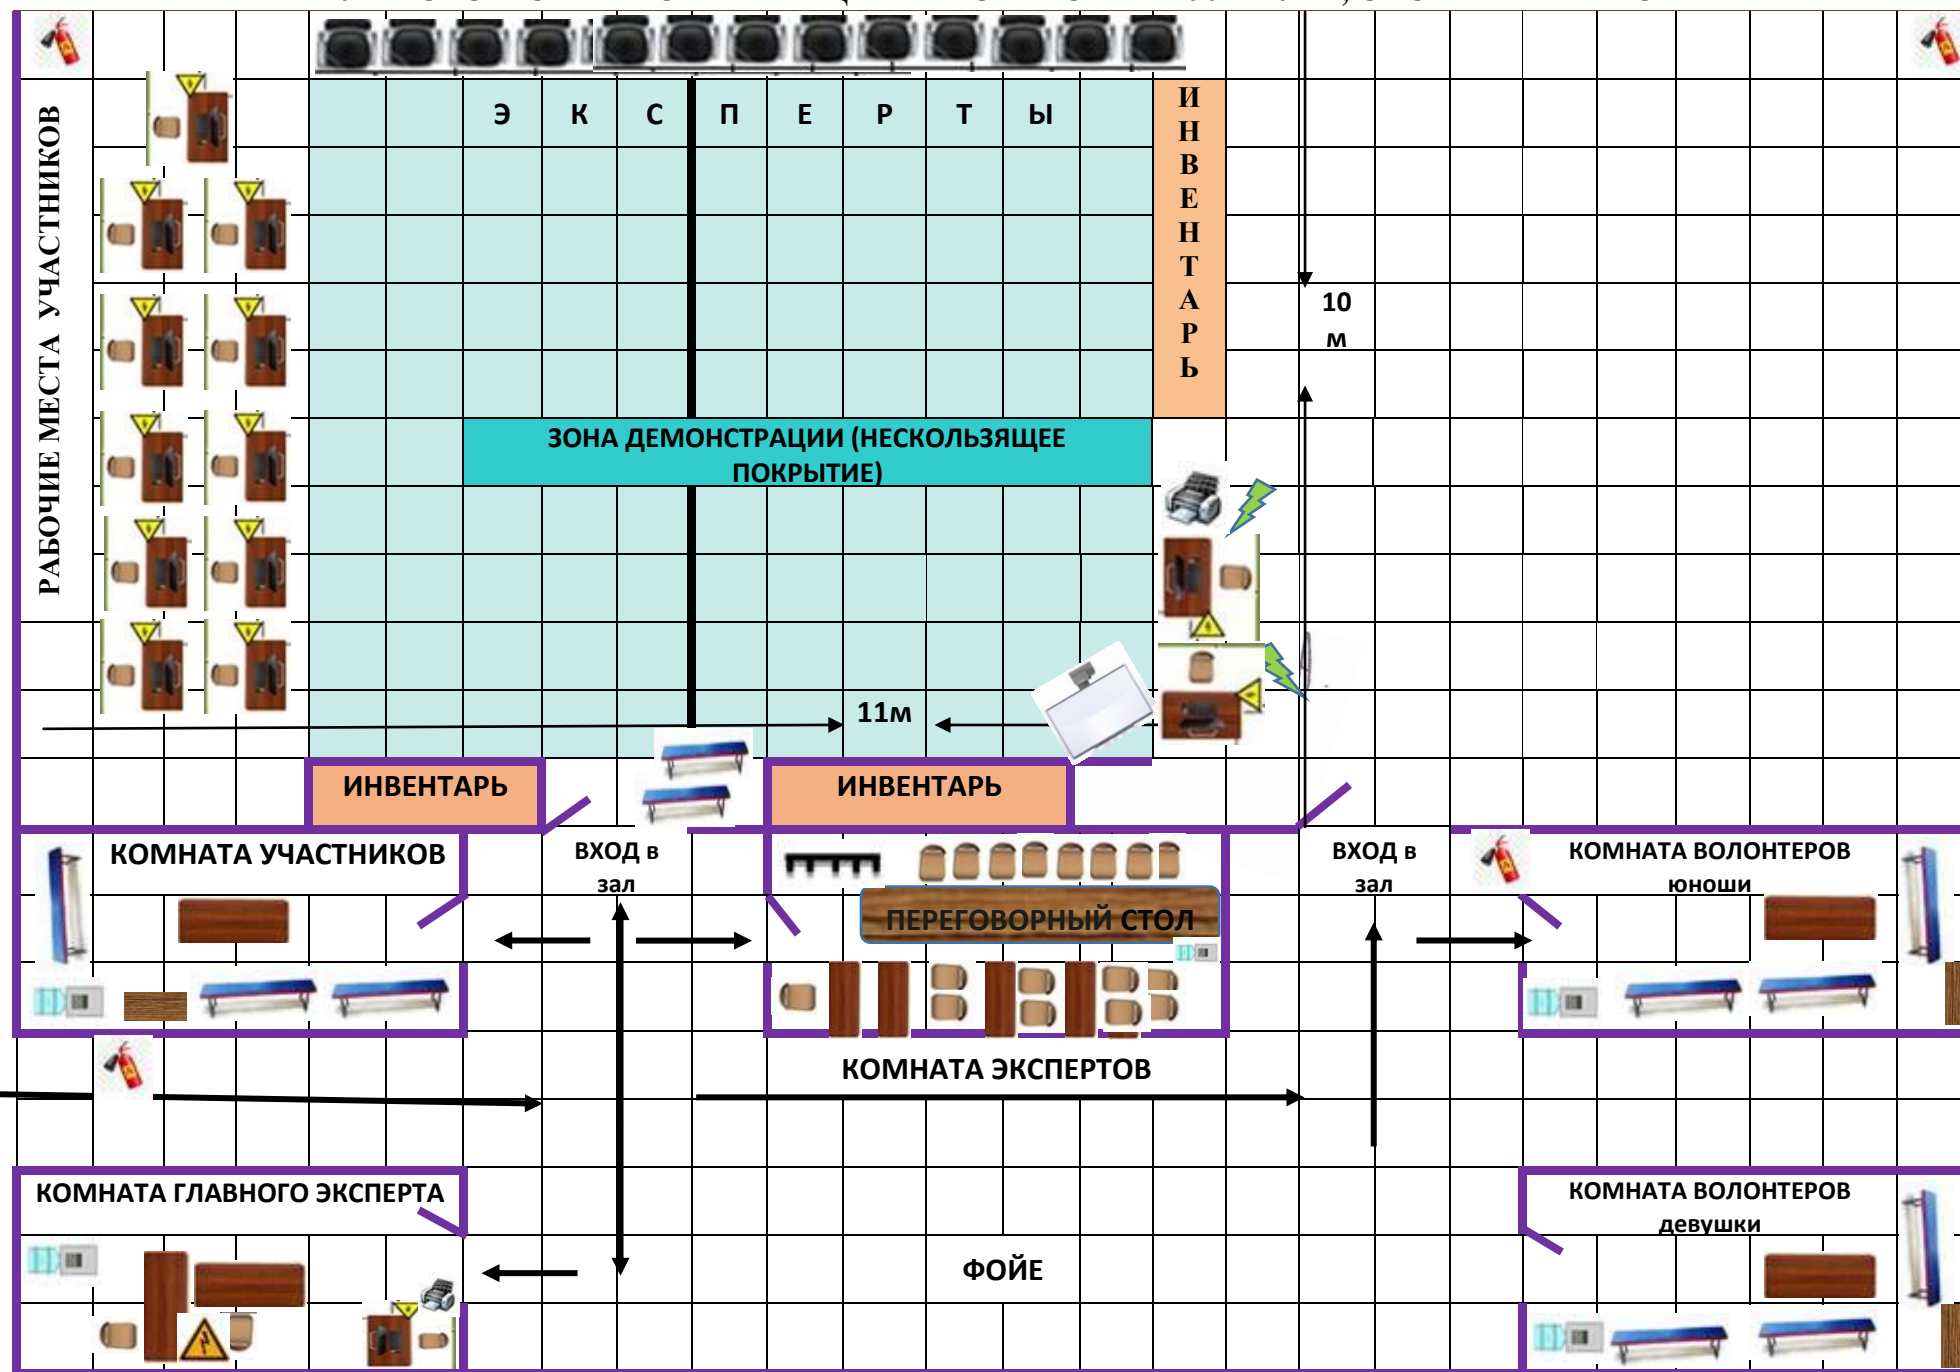 Э К С П Е Р Т Ы
ИНВЕНТАРЬ
РАБОЧИЕ МЕСТА УЧАСТНИКОВ
10
м
ЗОНА ДЕМОНСТРАЦИИ (НЕСКОЛЬЗЯЩЕЕ
ПОКРЫТИЕ)
11м
ИНВЕНТАРЬ
ИНВЕНТАРЬ
КОМНАТА УЧАСТНИКОВ
ВХОД в
зал
ПЕРЕГОВОРНЫЙ СТОЛ
ВХОД в
зал
КОМНАТА ВОЛОНТЕРОВ
юноши
КОМНАТА ЭКСПЕРТОВ
КОМНАТА ГЛАВНОГО ЭКСПЕРТА
КОМНАТА ВОЛОНТЕРОВ
девушки
ФОЙЕ